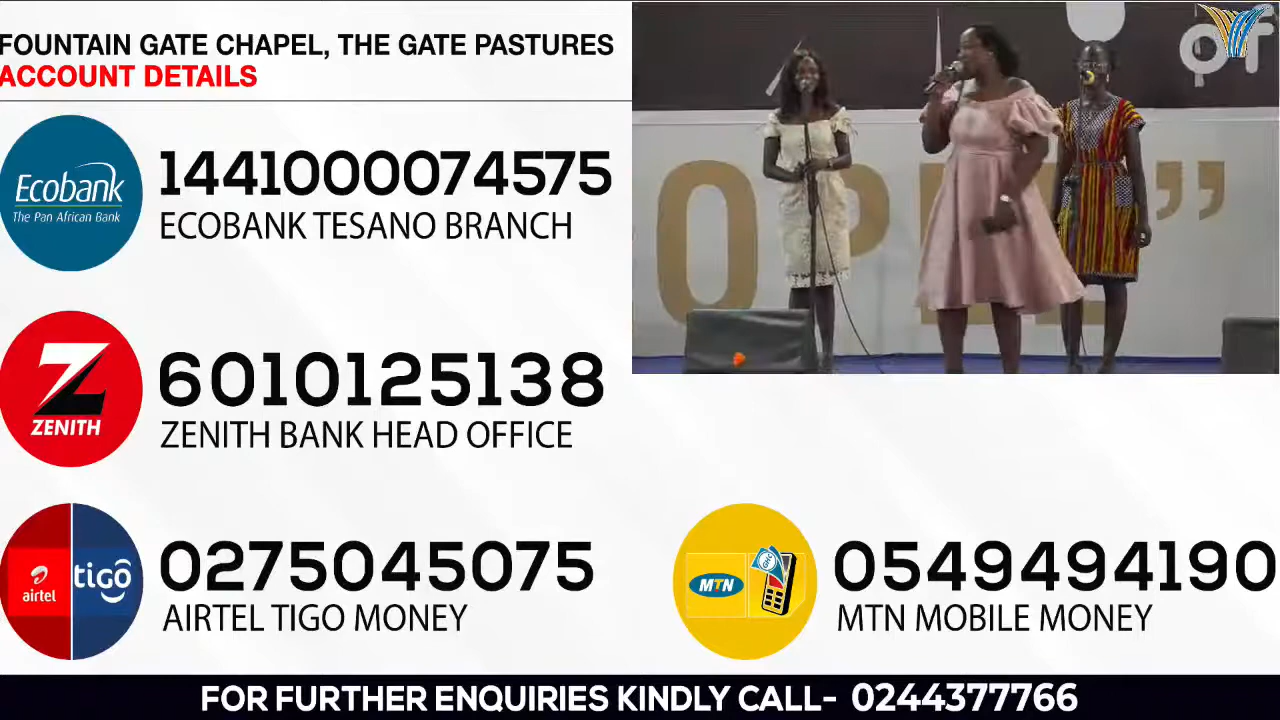 FOUNTAIN GATE CHAPEL, THE GATE PASTURES
ACCOUNT DETAILS
Ecobank
The Pan African Bank
1441000074575
ECOBANK TESANO BRANCH
Z
ZENITH
6010125138
ZENITH BANK HEAD OFFICE
airtel
tigo
0275045075
AIRTEL TIGO MONEY
MTN
0549494190
MTN MOBILE MONEY
FOR FURTHER ENQUIRIES KINDLY CALL- 0244377766